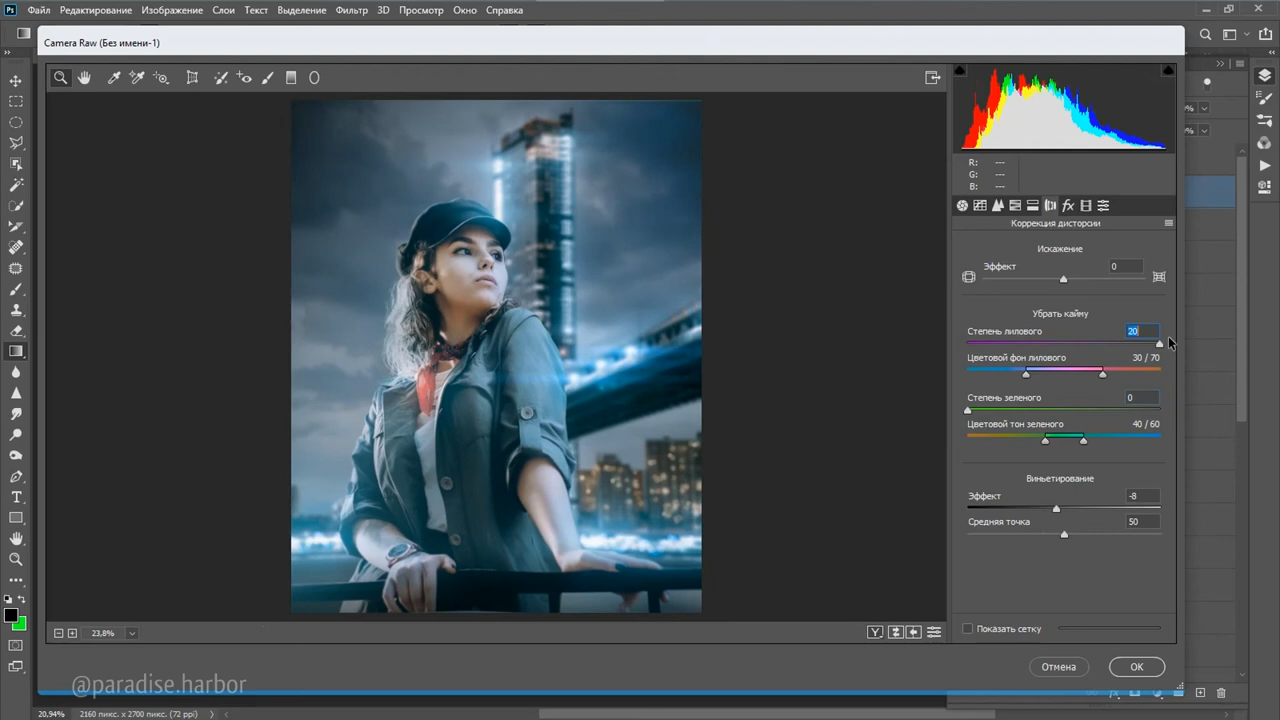 Ps Файл Редактирование Изображение Слои Текст Выделение Фильтр 3D Просмотр Окно Справка
Camera Raw (Без имени-1)
R: ---
G: ---
B: ---
Коррекция дисторсии
Искажение
Эффект 0
Убрать кайму
Степень лилового 20
Цветовой фон лилового 30 / 70
Степень зеленого 0
Цветовой тон зеленого 40 / 60
Виньетирование
Эффект -8
Средняя точка 50
23,8%
Y
Показать сетку
Отмена OK
@paradise.harbor
20,94% 2160 пикс. x 2700 пикс. (72 ppi)